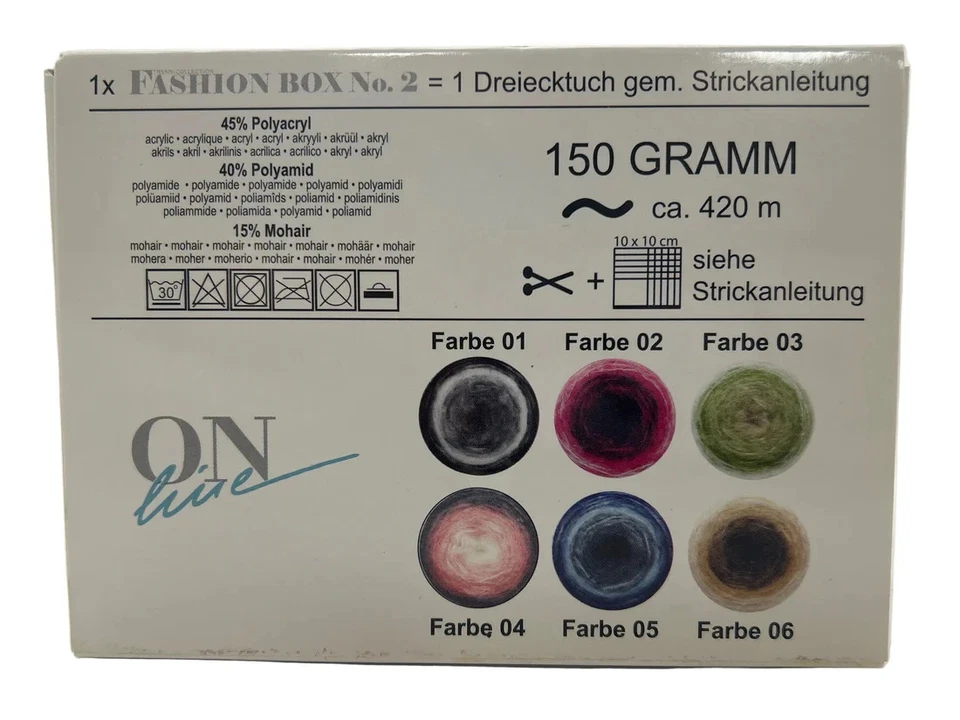 1x FASHION BOX No. 2 = 1 Dreiecktuch gem. Strickanleitung
45% Polyacryl
acrylic • acrylique • acryl • acryl • akryyli • akrüül • akryl
akrils • akril • akrilinis • acrilica • acrilico • akryl • akryl
40% Polyamid
polyamide • polyamide • polyamide • polyamid • polyamidi
polüamiid • polyamid • poliamīds • poliamid • poliamidinis
poliammide • poliamida • polyamid • poliamid
15% Mohair
mohair • mohair • mohair • mohair • mohair • mohäär • mohair
mohera • moher • moherio • mohair • mohair • mohér • moher
30°
150 GRAMM
ca. 420 m
10 x 10 cm
+
siehe
Strickanleitung
ON
line
Farbe 01 Farbe 02 Farbe 03
Farbe 04 Farbe 05 Farbe 06